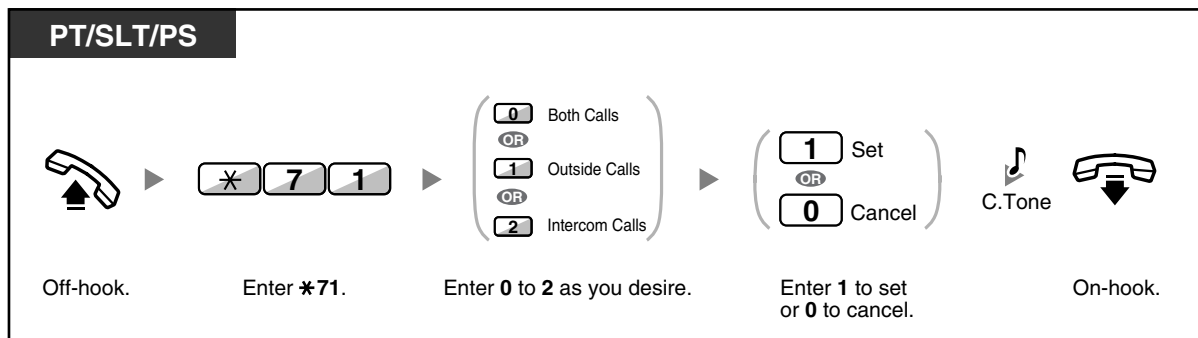 PT/SLT/PS
0 Both Calls
OR
1 Outside Calls
OR
2 Intercom Calls
1 Set
OR
0 Cancel
* 7 1
C.Tone
Off-hook.
Enter *71.
Enter 0 to 2 as you desire.
Enter 1 to set
or 0 to cancel.
On-hook.